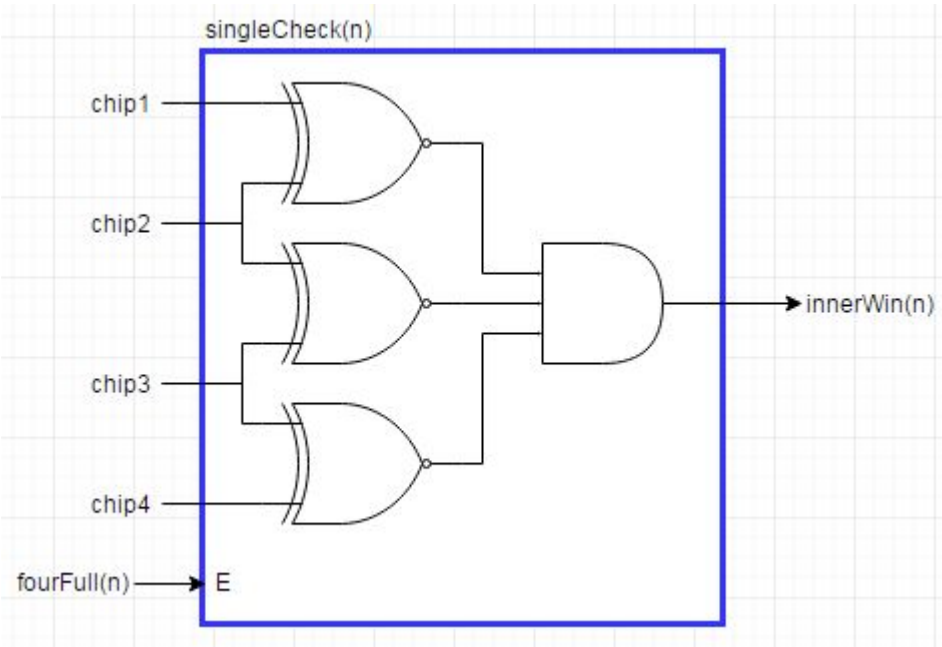 singleCheck(n)
chip1
chip2
innerWin(n)
chip3
chip4
fourFull(n)
E